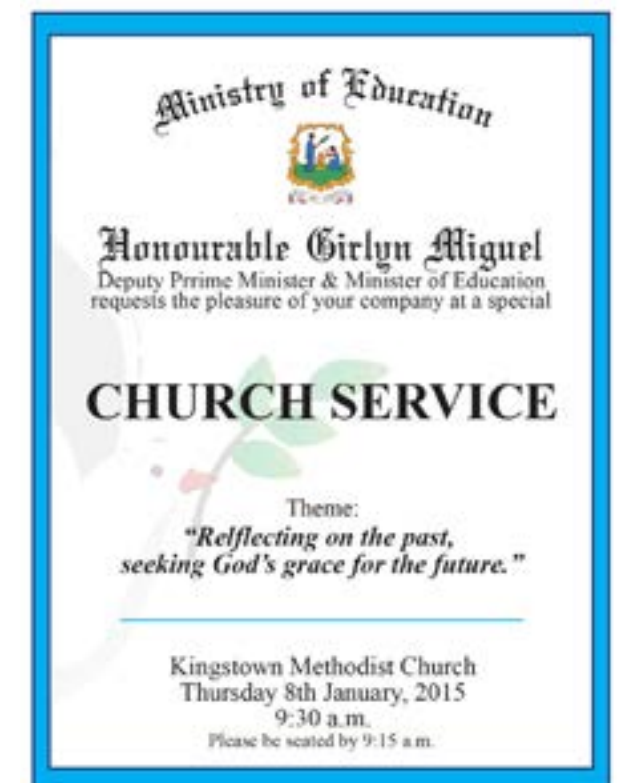 Ministry of Education
Honourable Girlyn Miguel
Deputy Prrime Minister & Minister of Education
requests the pleasure of your company at a special
CHURCH SERVICE
Theme:
“Relflecting on the past,
seeking God’s grace for the future.”
Kingstown Methodist Church
Thursday 8th January, 2015
9:30 a.m.
Please be seated by 9:15 a.m.